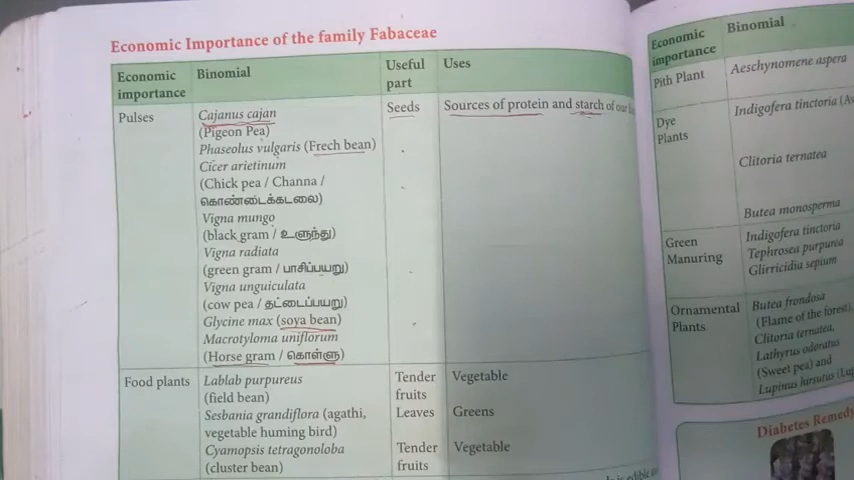 Economic Importance of the family Fabaceae
Economic importance
Binomial
Useful part
Uses
Pulses
Cajanus cajan
(Pigeon Pea)
Phaseolus vulgaris (Frech bean)
Cicer arietinum
(Chick pea / Channa /
கொண்டைக்கடலை)
Vigna mungo
(black gram / உளுந்து)
Vigna radiata
(green gram / பாசிப்பயறு)
Vigna unguiculata
(cow pea / தட்டைப்பயறு)
Glycine max (soya bean)
Macrotyloma uniflorum
(Horse gram / கொள்ளு)
Seeds
Sources of protein and starch of our
Food plants
Lablab purpureus
(field bean)
Tender fruits
Vegetable
Sesbania grandiflora (agathi,
vegetable huming bird)
Leaves
Greens
Cyamopsis tetragonoloba
(cluster bean)
Tender fruits
Vegetable
Economic
importance
Binomial
Pith Plant
Aeschynomene aspera
Dye
Plants
Indigofera tinctoria
Clitoria ternatea
Butea monosperma
Green
Manuring
Indigofera tinctoria
Tephrosea purpurea
Glirricidia sepium
Ornamental
Plants
Butea frondosa
(Flame of the forest),
Clitoria ternatea,
Lathyrus odoratus
(Sweet pea) and
Lupinus hirsutus
Diabetes Remedy